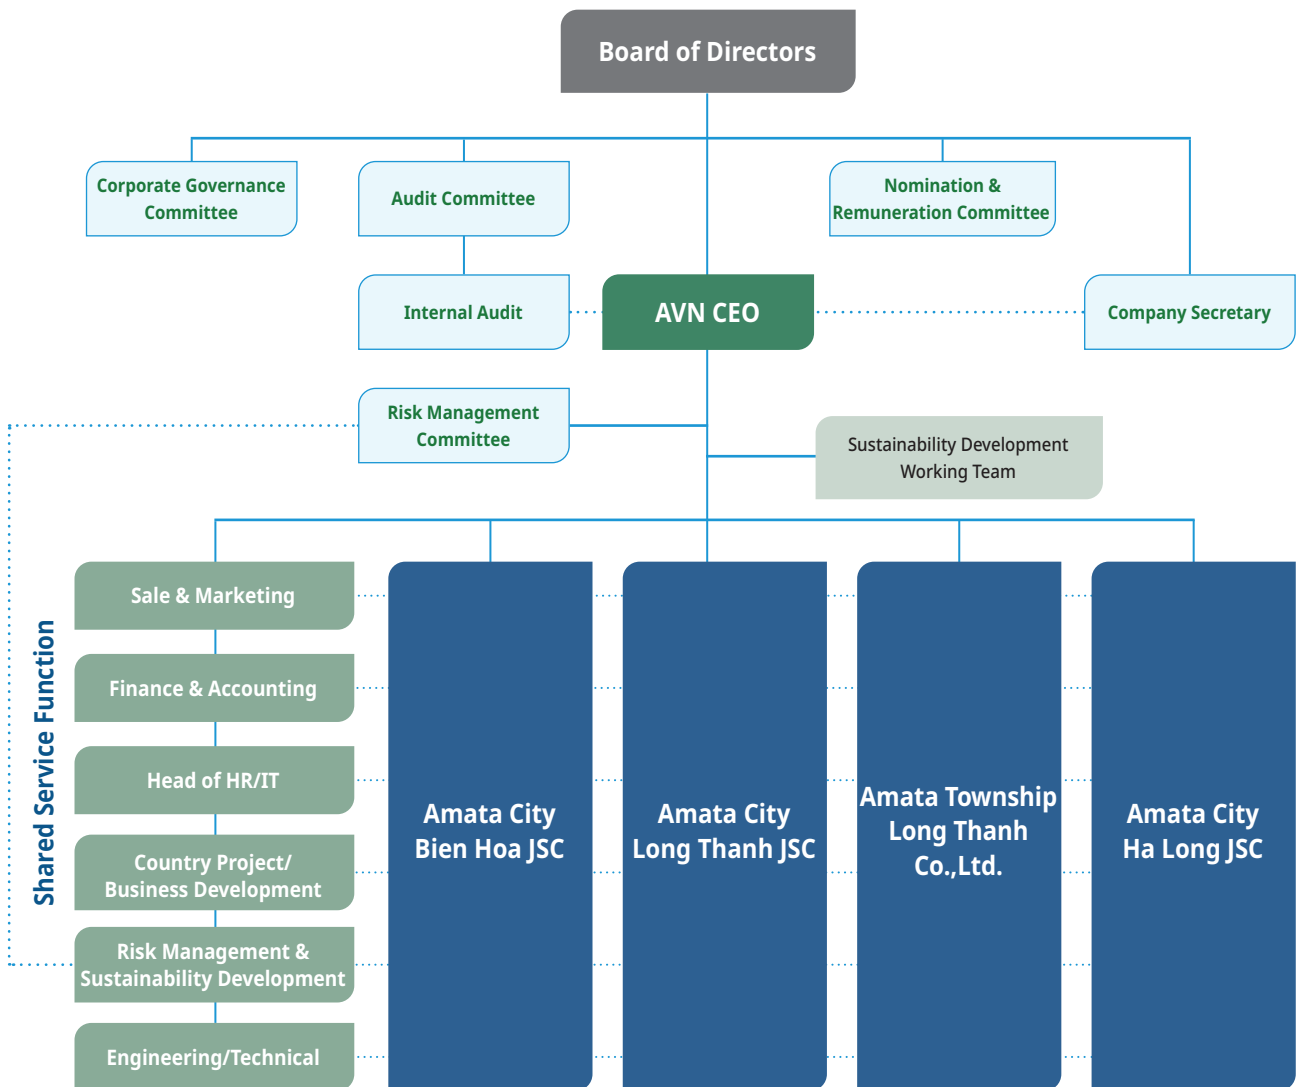 Board of Directors
Corporate Governance
Committee
Audit Committee
Nomination &
Remuneration Committee
Internal Audit
AVN CEO
Company Secretary
Risk Management
Committee
Sustainability Development
Working Team
Shared Service Function
Sale & Marketing
Finance & Accounting
Head of HR/IT
Country Project/
Business Development
Risk Management &
Sustainability Development
Engineering/Technical
Amata City
Bien Hoa JSC
Amata City
Long Thanh JSC
Amata Township
Long Thanh
Co.,Ltd.
Amata City
Ha Long JSC